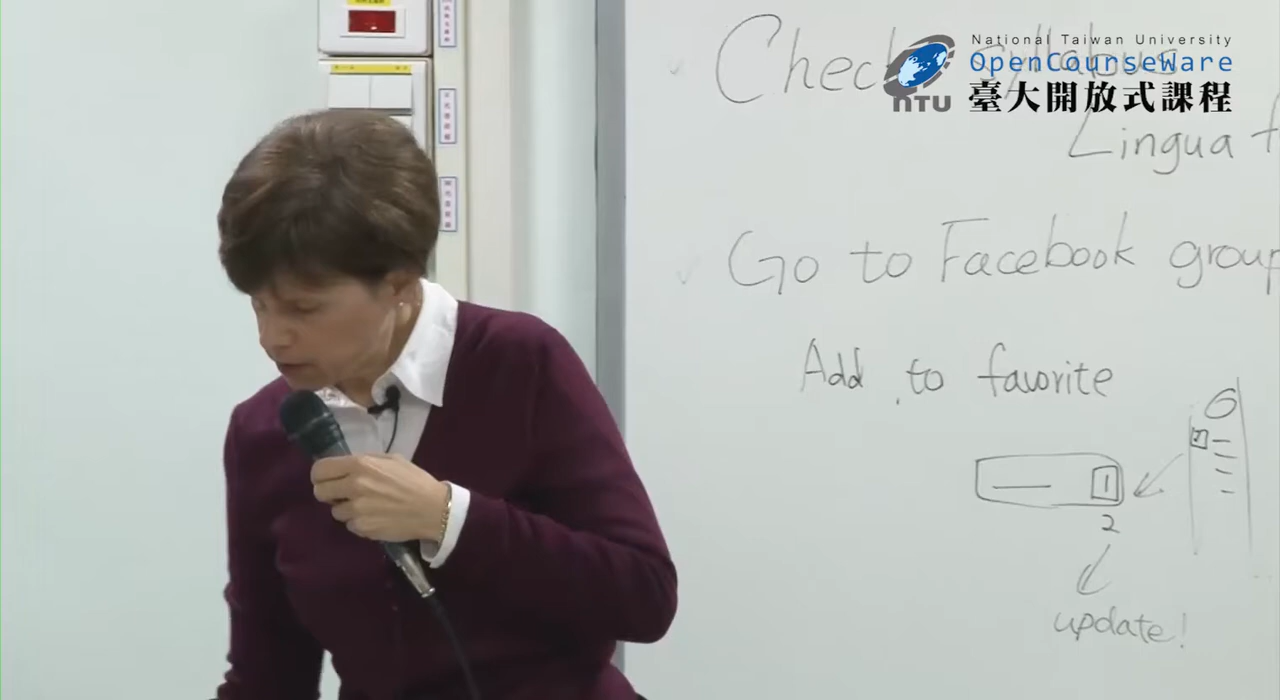 National Taiwan University
OpenCourseWare
臺大開放式課程
NTU
Check syllabus
Lingua f
Go to Facebook group
Add to favorite
1
2
update!